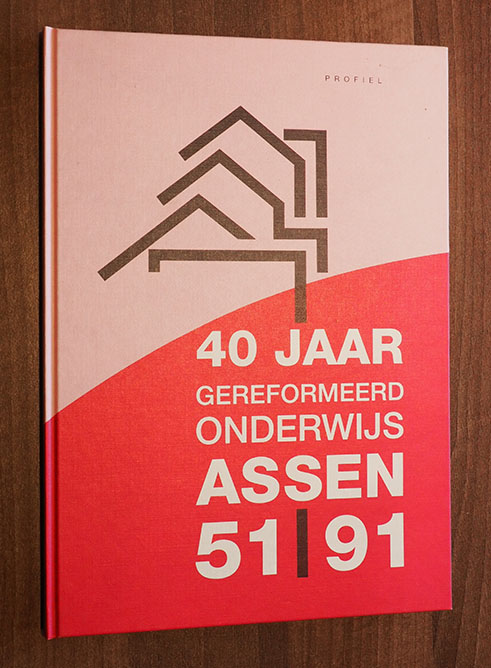 PROFIEL
40 JAAR
GEREFORMEERD
ONDERWIJS
ASSEN
51|91